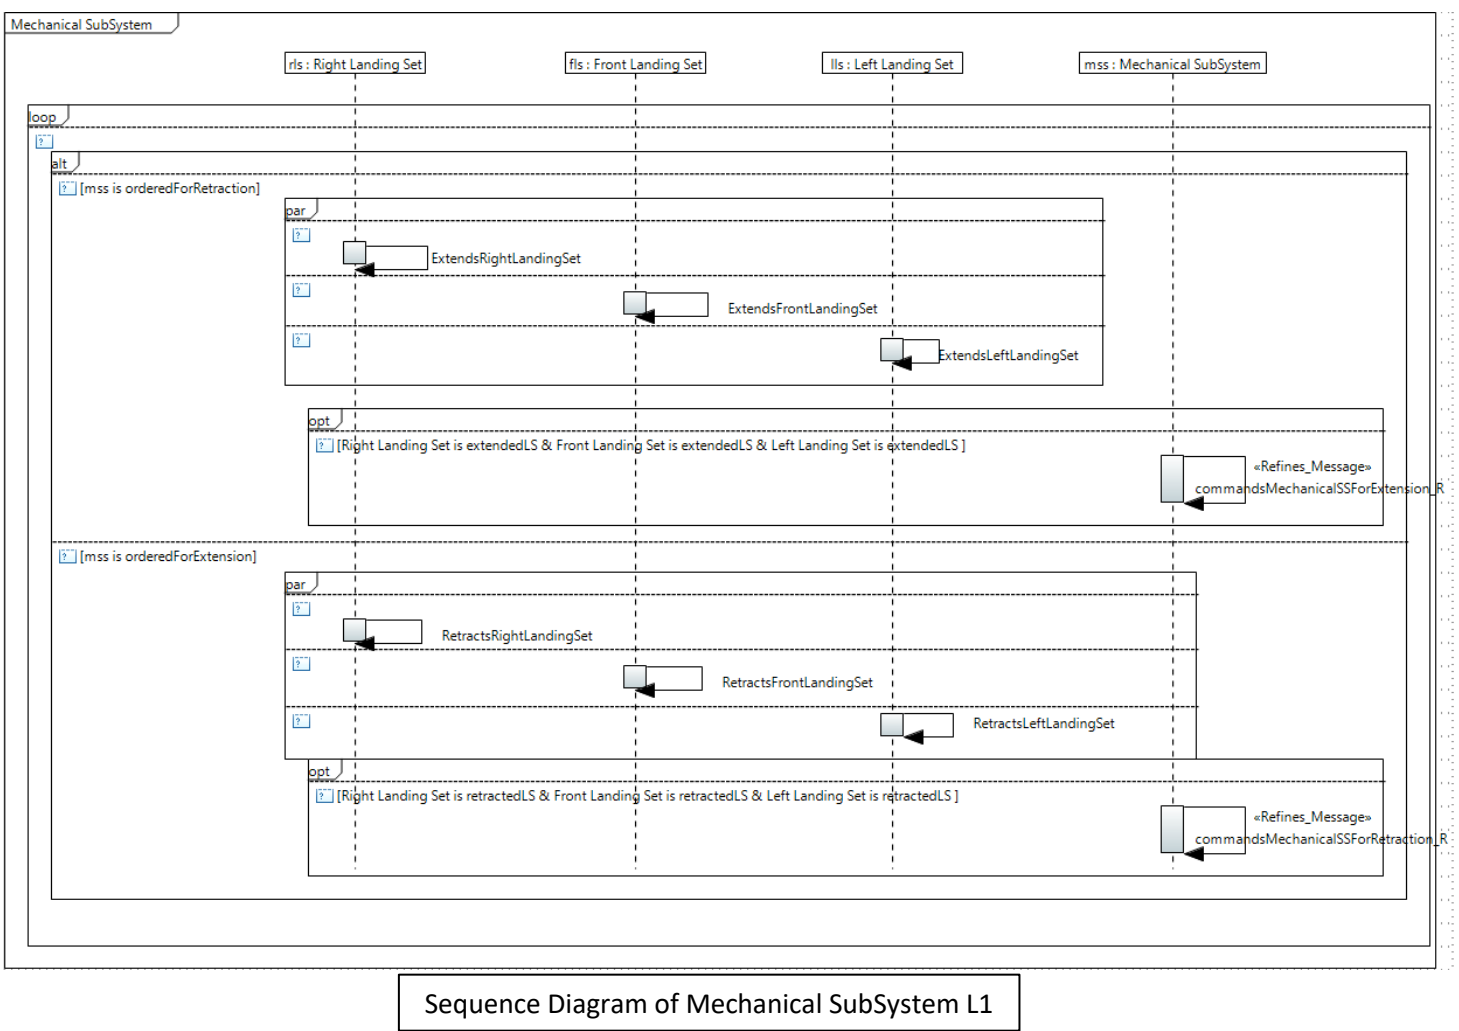 Mechanical SubSystem
rls : Right Landing Set
fls : Front Landing Set
lls : Left Landing Set
mss : Mechanical SubSystem
loop
?
alt
? [mss is orderedForRetraction]
par
?
ExtendsRightLandingSet
?
ExtendsFrontLandingSet
?
ExtendsLeftLandingSet
opt
? [Right Landing Set is extendedLS & Front Landing Set is extendedLS & Left Landing Set is extendedLS ]
«Refines_Message»
commandsMechanicalSSForExtension_R
? [mss is orderedForExtension]
par
?
RetractsRightLandingSet
?
RetractsFrontLandingSet
?
RetractsLeftLandingSet
opt
? [Right Landing Set is retractedLS & Front Landing Set is retractedLS & Left Landing Set is retractedLS ]
«Refines_Message»
commandsMechanicalSSForRetraction_R
Sequence Diagram of Mechanical SubSystem L1